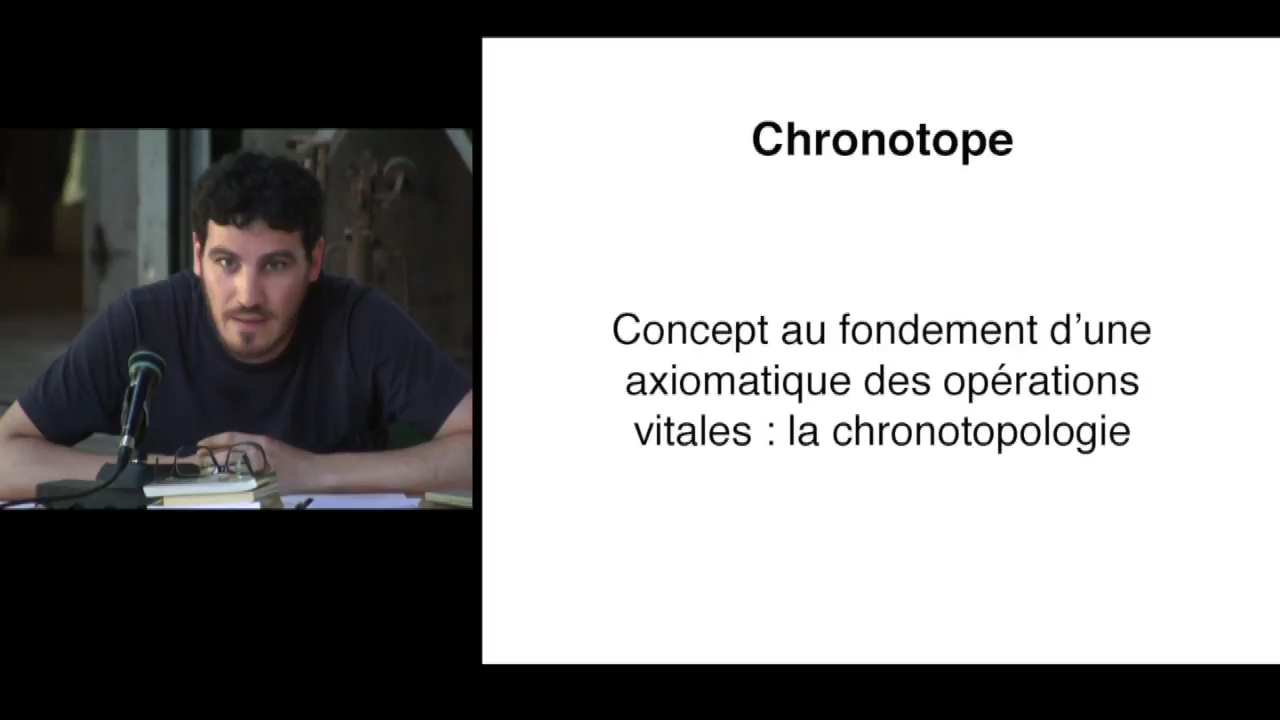 Chronotope
Concept au fondement d’une
axiomatique des opérations
vitales : la chronotopologie